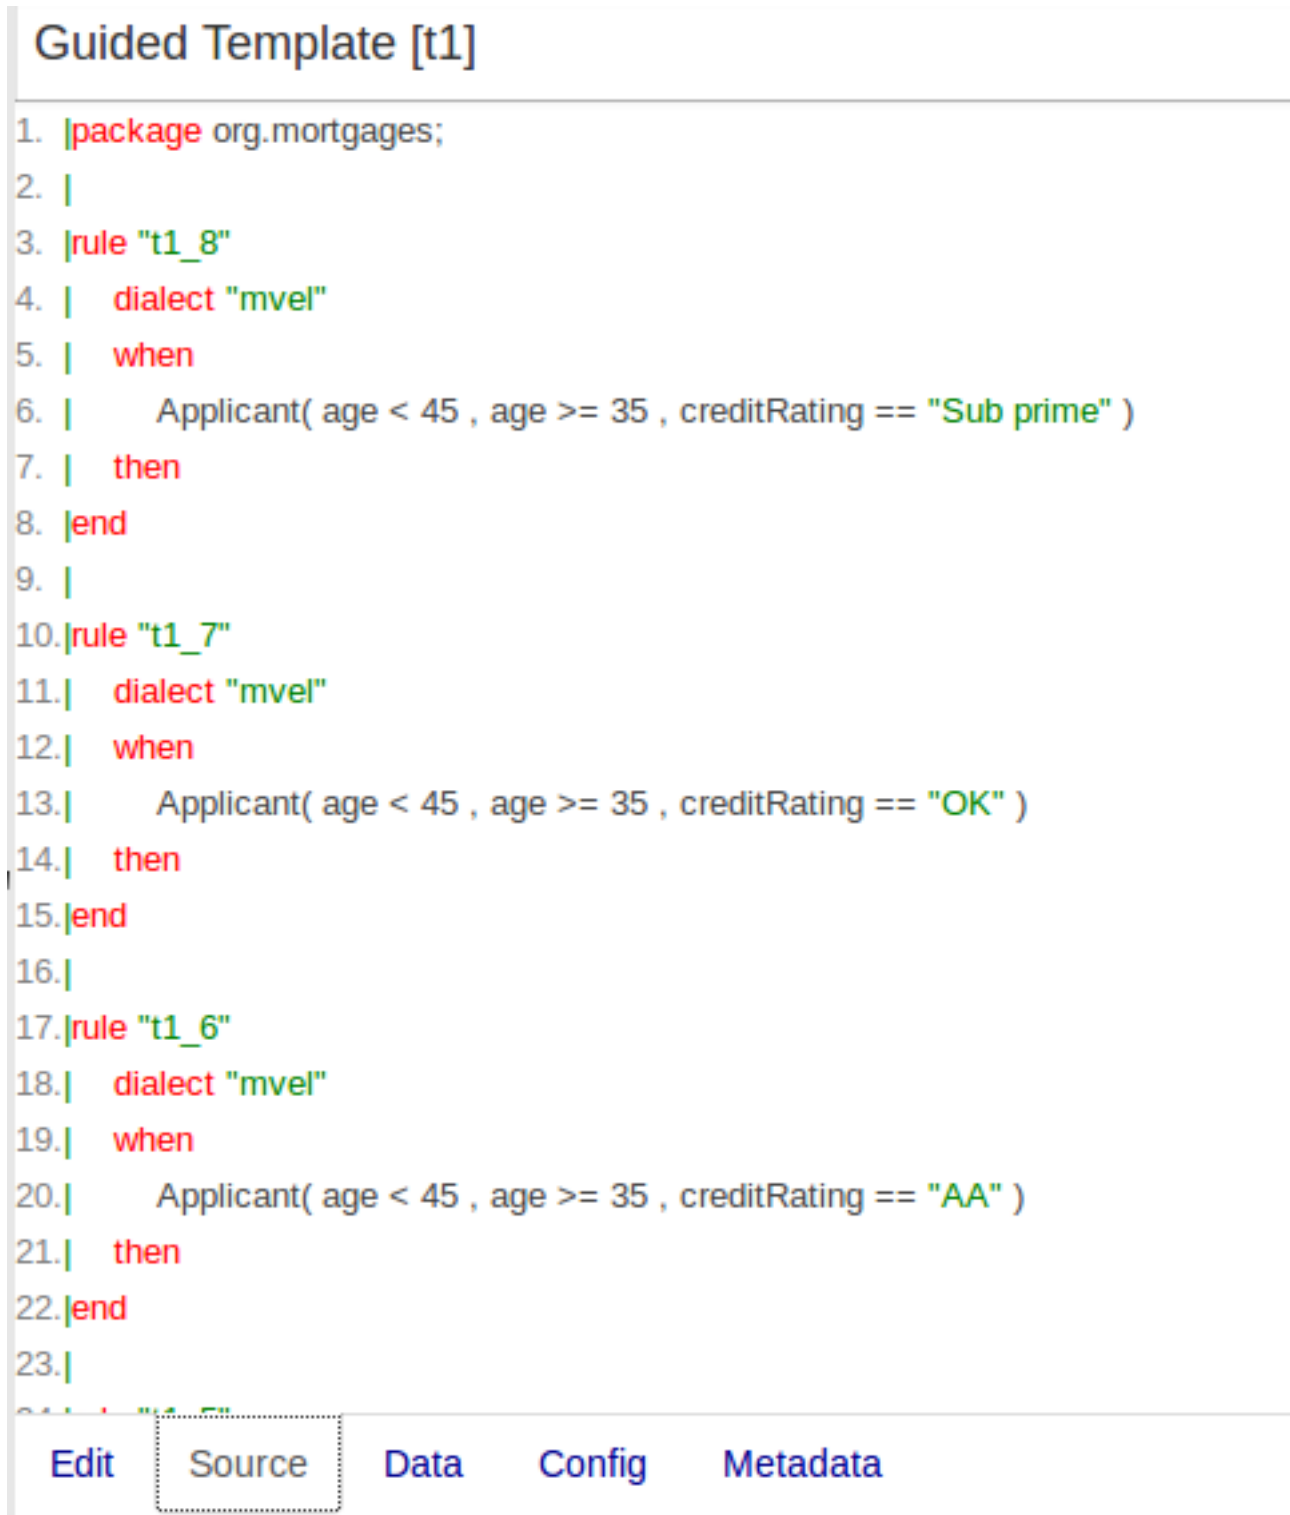 Guided Template [t1]
1. |package org.mortgages;
2. |
3. |rule "t1_8"
4. | dialect "mvel"
5. | when
6. | Applicant( age < 45 , age >= 35 , creditRating == "Sub prime" )
7. | then
8. |end
9. |
10.|rule "t1_7"
11.| dialect "mvel"
12.| when
13.| Applicant( age < 45 , age >= 35 , creditRating == "OK" )
14.| then
15.|end
16.|
17.|rule "t1_6"
18.| dialect "mvel"
19.| when
20.| Applicant( age < 45 , age >= 35 , creditRating == "AA" )
21.| then
22.|end
23.|
Edit Source Data Config Metadata